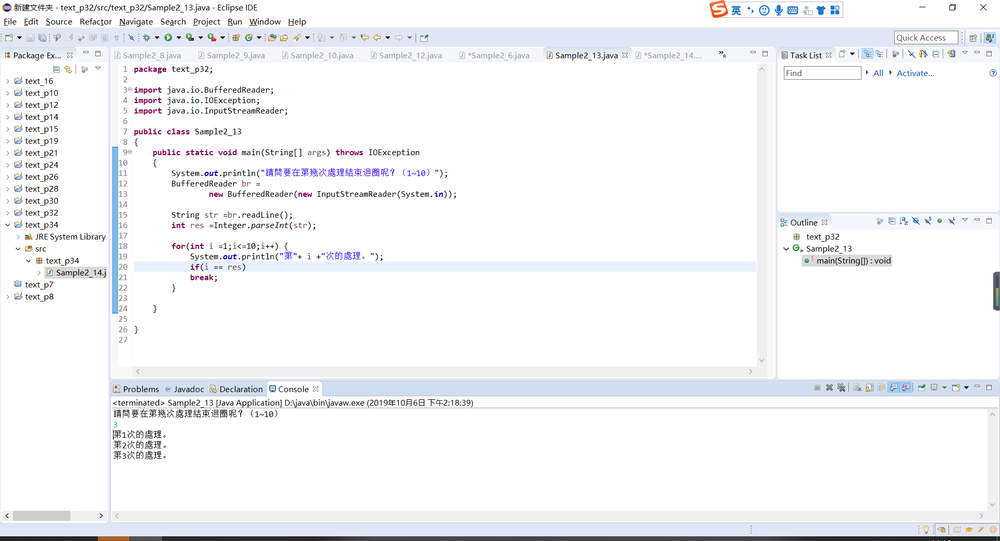 新建文件夹 - text_p32/src/text_p32/Sample2_13.java - Eclipse IDE
英
File Edit Source Refactor Navigate Search Project Run Window Help
Quick Access
Package Ex...
Sample2_8.java Sample2_9.java Sample2_10.java Sample2_12.java *Sample2_6.java Sample2_13.java *Sample2_14.... »8
Task List
Find All Activate...
text_16
text_p10
text_p12
text_p14
text_p15
text_p19
text_p21
text_p24
text_p26
text_p28
text_p30
text_p32
text_p34
JRE System Library
src
text_p34
Sample2_14.j
text_p7
text_p8
1 package text_p32;
2
3 import java.io.BufferedReader;
4 import java.io.IOException;
5 import java.io.InputStreamReader;
6
7 public class Sample2_13
8 {
9 public static void main(String[] args) throws IOException
10 {
11 System.out.println("請問要在第幾次處理結束迴圈呢？（1~10）");
12 BufferedReader br =
13 new BufferedReader(new InputStreamReader(System.in));
14
15 String str =br.readLine();
16 int res =Integer.parseInt(str);
17
18 for(int i =1;i<=10;i++) {
19 System.out.println("第"+ i +"次的處理。");
20 if(i == res)
21 break;
22 }
23
24 }
25
26 }
27
Outline
text_p32
Sample2_13
main(String[]) : void
Problems @ Javadoc Declaration Console
<terminated> Sample2_13 [Java Application] D:\java\bin\javaw.exe (2019年10月6日 下午2:18:39)
請問要在第幾次處理結束迴圈呢？（1~10）
3
第1次的處理。
第2次的處理。
第3次的處理。